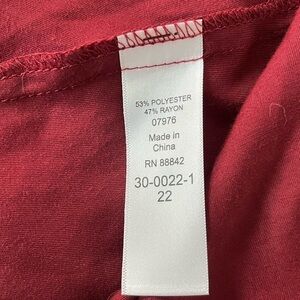 53% POLYESTER
47% RAYON
07976
Made in
China
RN 88842
30-0022-1
22